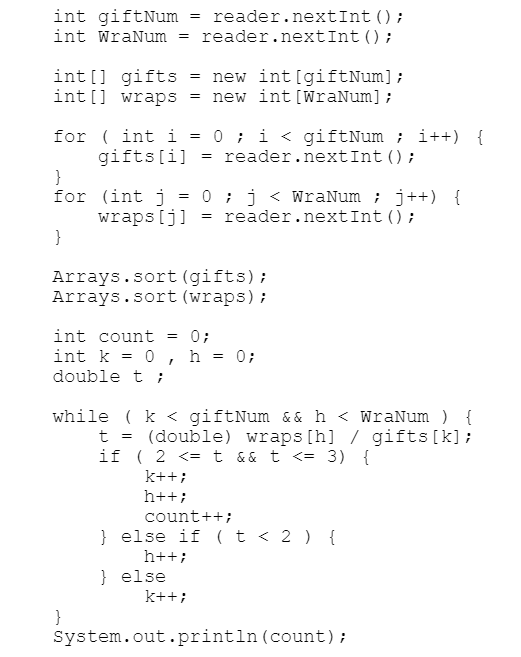 int giftNum = reader.nextInt();
int WraNum = reader.nextInt();
int[] gifts = new int[giftNum];
int[] wraps = new int[WraNum];
for ( int i = 0 ; i < giftNum ; i++) {
gifts[i] = reader.nextInt();
}
for (int j = 0 ; j < WraNum ; j++) {
wraps[j] = reader.nextInt();
}
Arrays.sort(gifts);
Arrays.sort(wraps);
int count = 0;
int k = 0 , h = 0;
double t ;
while ( k < giftNum && h < WraNum ) {
t = (double) wraps[h] / gifts[k];
if ( 2 <= t && t <= 3) {
k++;
h++;
count++;
} else if ( t < 2 ) {
h++;
} else
k++;
}
System.out.println(count);